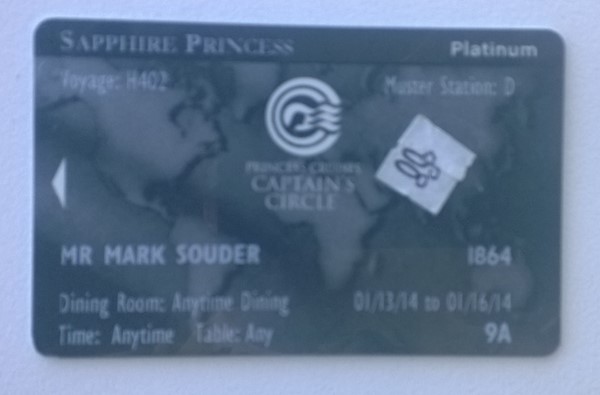 SAPPHIRE PRINCESS Platinum
Voyage: H402 Muster Station: D
PRINCESS CRUISES
CAPTAIN'S
CIRCLE
MR MARK SOUDER 1864
Dining Room: Anytime Dining 01/13/14 to 01/16/14
Time: Anytime Table: Any 9A